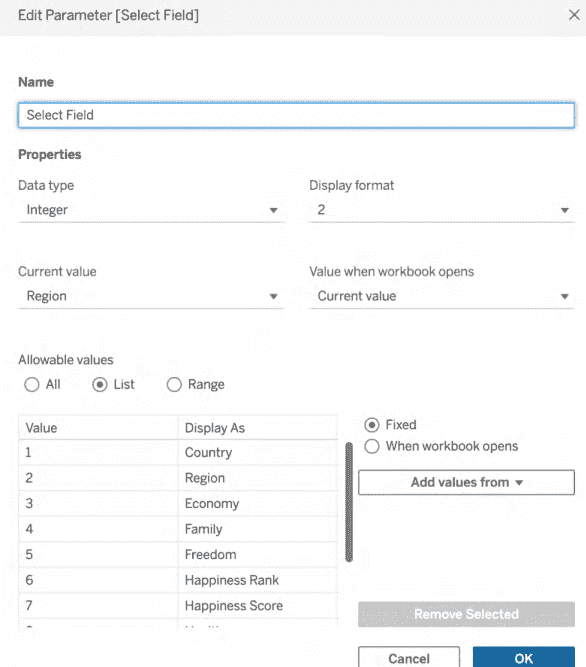 Edit Parameter [Select Field]
Name
Select Field
Properties
Data type Display format
Integer 2
Current value Value when workbook opens
Region Current value
Allowable values
All List Range
Value Display As
1 Country
2 Region
3 Economy
4 Family
5 Freedom
6 Happiness Rank
7 Happiness Score
Fixed
When workbook opens
Add values from
Remove Selected
Cancel OK